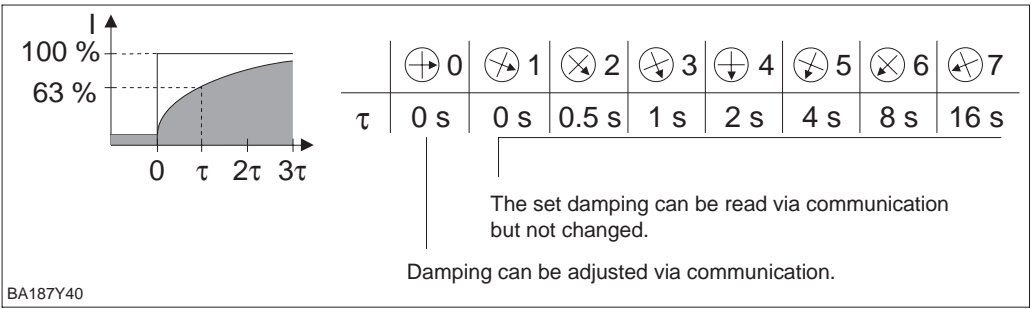 I
100 %
63 %
0 τ 2τ 3τ
0 1 2 3 4 5 6 7
τ 0 s 0 s 0.5 s 1 s 2 s 4 s 8 s 16 s
The set damping can be read via communication
but not changed.
Damping can be adjusted via communication.
BA187Y40